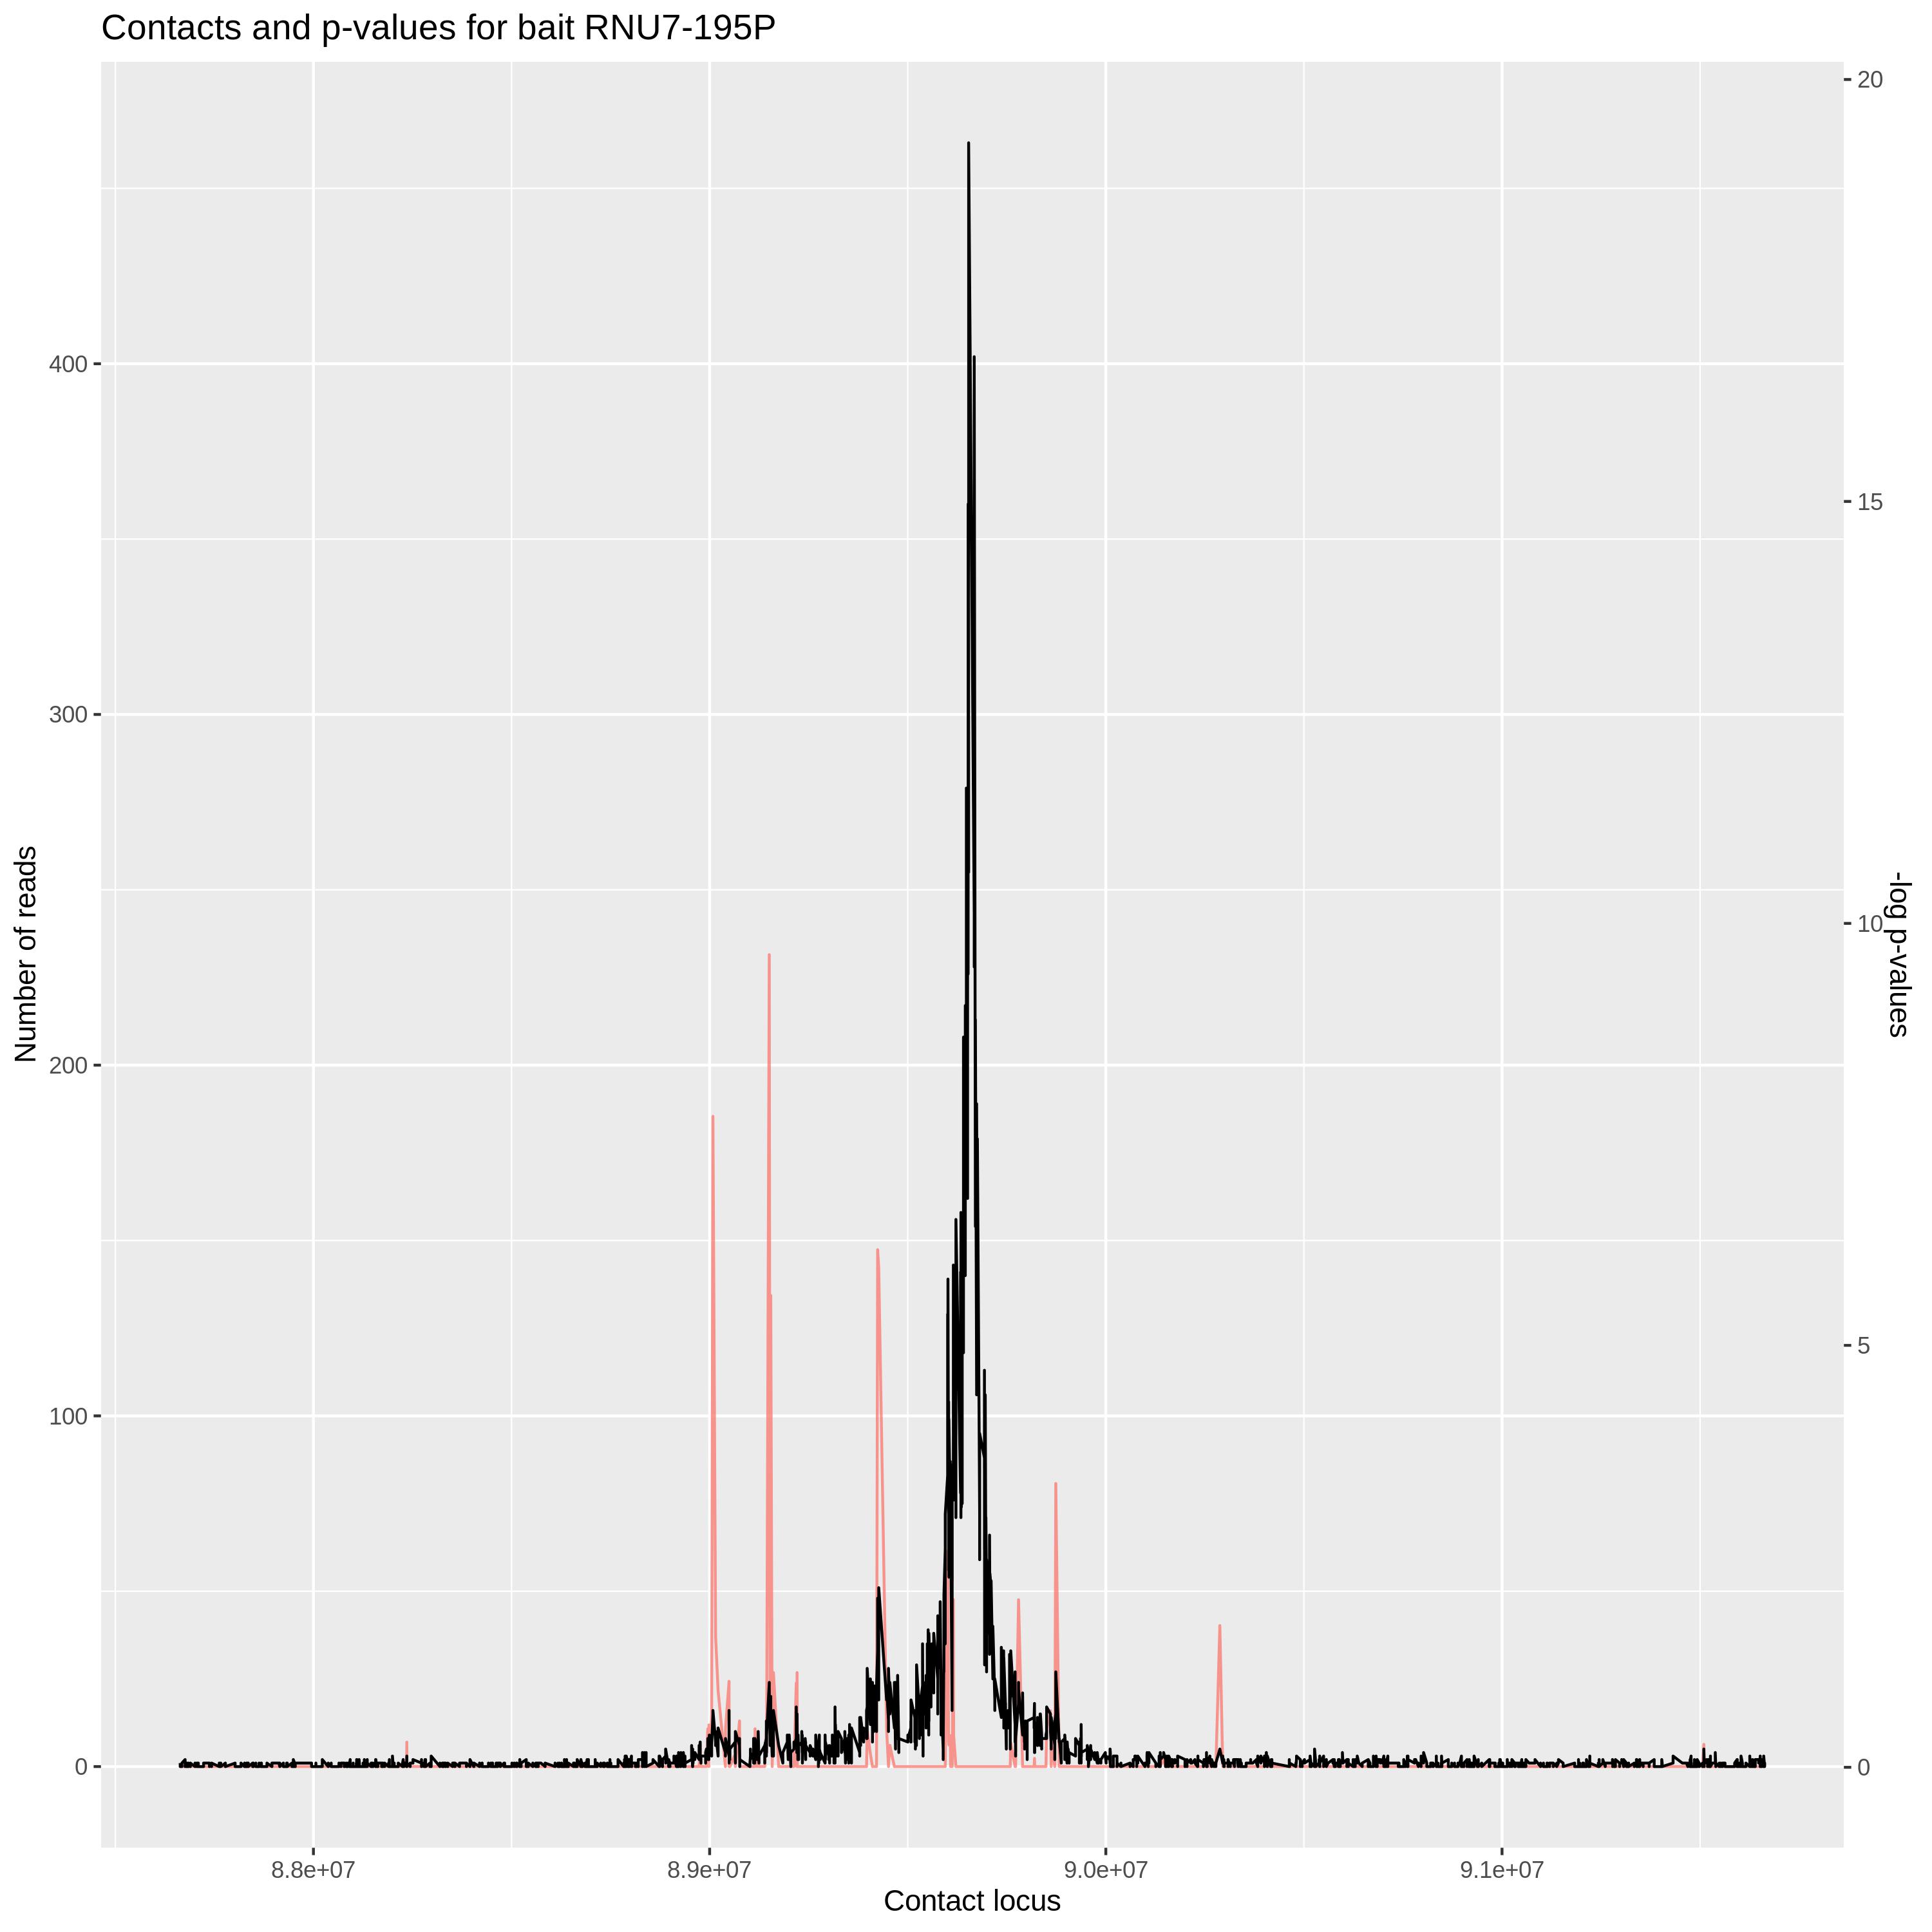 Contacts and p-values for bait RNU7-195P
Number of reads
400
300
200
100
0
20
15
10
5
0
-log p-values
8.8e+07
8.9e+07
9.0e+07
9.1e+07
Contact locus